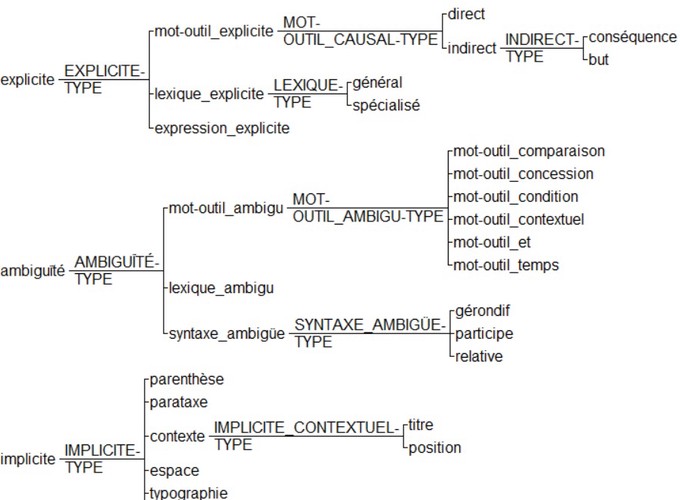 direct
mot-outil_explicite MOT-
OUTIL_CAUSAL-TYPE
indirect INDIRECT-
TYPE
conséquence
but
explicite EXPLICITE-
TYPE
lexique_explicite LEXIQUE-
TYPE
général
spécialisé
expression_explicite
mot-outil_comparaison
mot-outil_concession
mot-outil_condition
mot-outil_ambigu MOT-
OUTIL_AMBIGU-TYPE
mot-outil_contextuel
mot-outil_et
mot-outil_temps
ambiguïté AMBIGUÏTÉ-
TYPE
lexique_ambigu
syntaxe_ambigüe SYNTAXE_AMBIGÜE-
TYPE
gérondif
participe
relative
parenthèse
parataxe
contexte IMPLICITE_CONTEXTUEL-
TYPE
titre
position
implicite IMPLICITE-
TYPE
espace
typographie